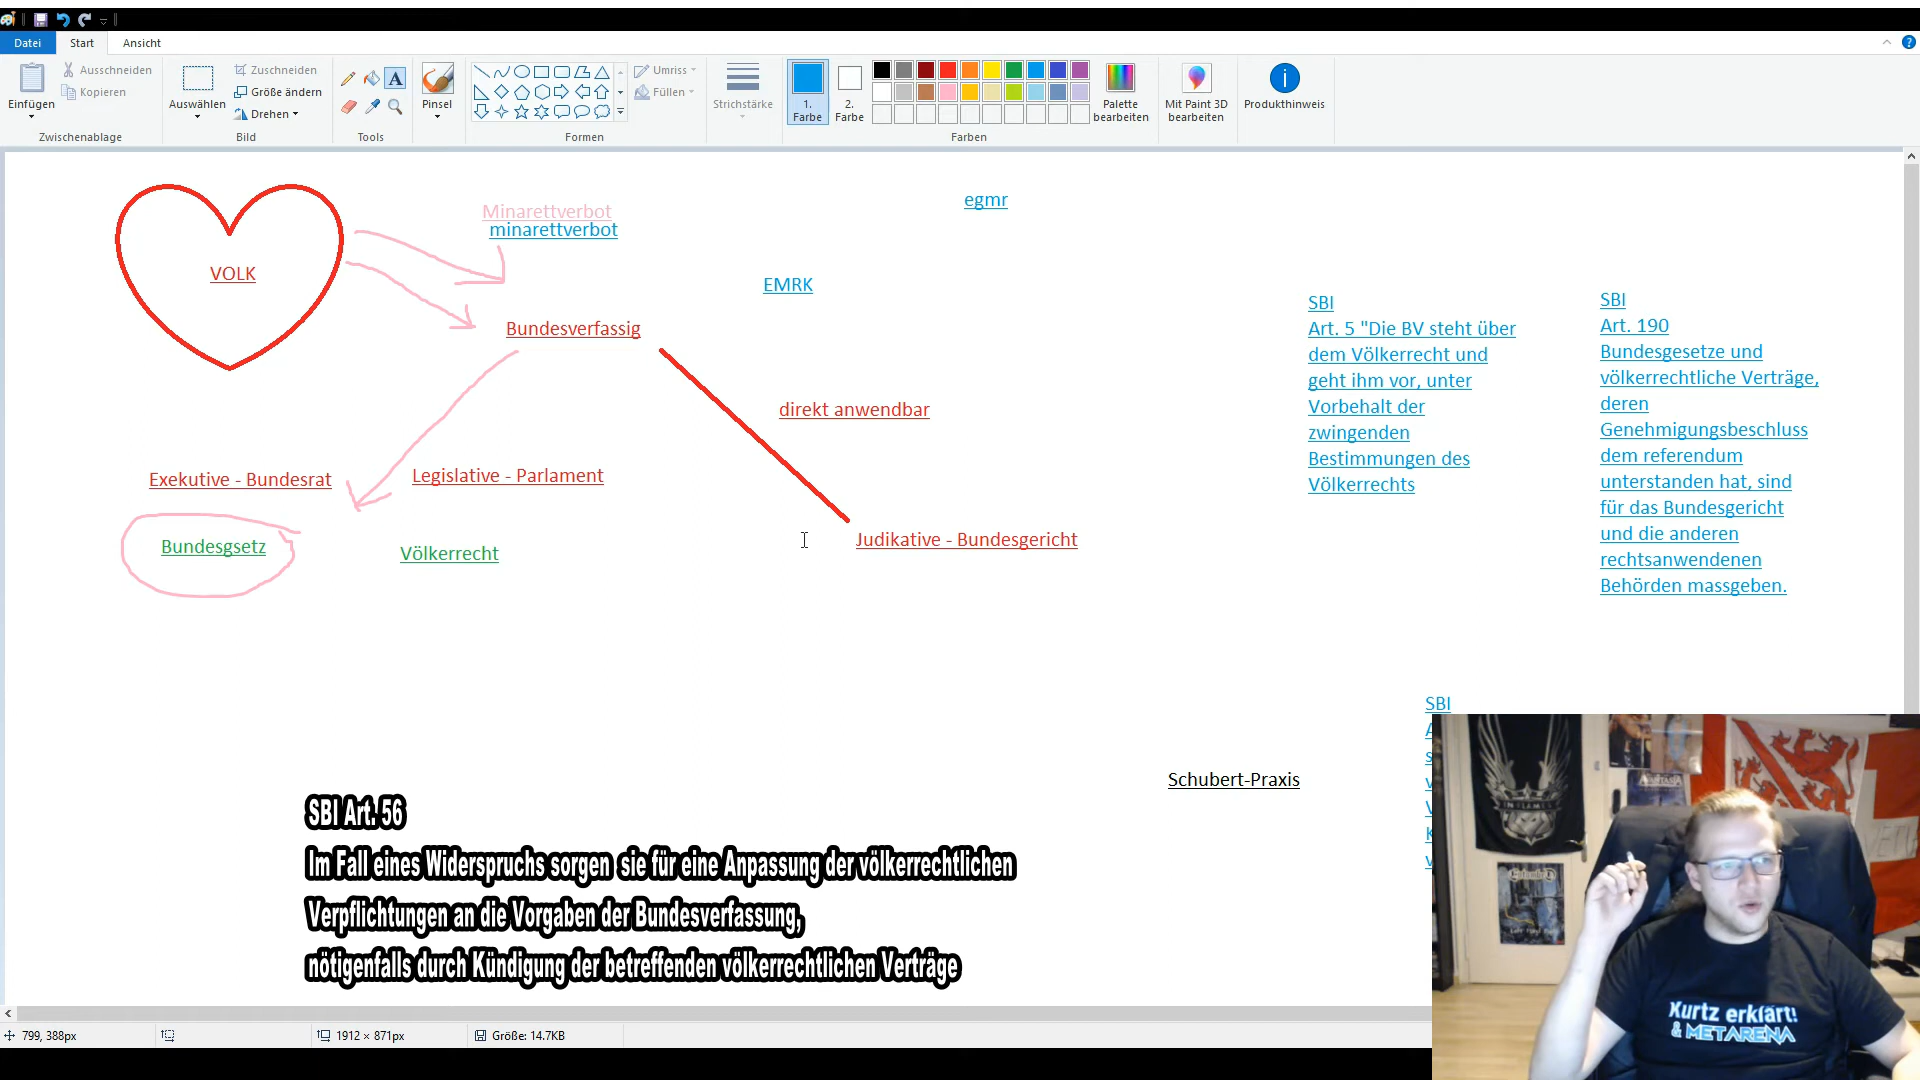 Datei
Start
Ansicht
Einfügen
Ausschneiden
Kopieren
Zwischenablage
Auswählen
Zuschneiden
Größe ändern
Drehen
Bild
A
Tools
Pinsel
Umriss
Füllen
Formen
Strichstärke
1.
Farbe
2.
Farbe
Palette
bearbeiten
Farben
Mit Paint 3D
bearbeiten
Produkthinweis
VOLK
Minarettverbot
minarettverbot
egmr
EMRK
Bundesverfassig
direkt anwendbar
Exekutive - Bundesrat
Legislative - Parlament
Judikative - Bundesgericht
Bundesgsetz
Völkerrecht
SBI
Art. 5 "Die BV steht über
dem Völkerrecht und
geht ihm vor, unter
Vorbehalt der
zwingenden
Bestimmungen des
Völkerrechts
SBI
Art. 190
Bundesgesetze und
völkerrechtliche Verträge,
deren
Genehmigungsbeschluss
dem referendum
unterstanden hat, sind
für das Bundesgericht
und die anderen
rechtsanwendenen
Behörden massgeben.
SBI
Schubert-Praxis
SBI Art. 56
Im Fall eines Widerspruchs sorgen sie für eine Anpassung der völkerrechtlichen
Verpflichtungen an die Vorgaben der Bundesverfassung,
nötigenfalls durch Kündigung der betreffenden völkerrechtlichen Verträge
IN FLAMES
Kurtz erklärt!
& METARENA
799, 388px
1912 × 871px
Größe: 14.7KB